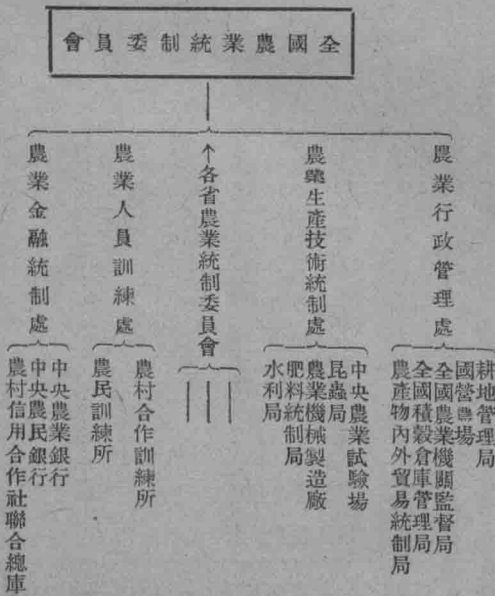 全國農業統制委員會
農業行政管理處
耕地管理局
國營農場
全國農業機關監督局
全國積穀倉庫管理局
農產物內外貿易統制局
農業生產技術統制處
中央農業試驗場
昆蟲局
農業機械製造廠
肥料統制局
水利局
↑各省農業統制委員會
農業人員訓練處
農村合作訓練所
農民訓練所
農業金融統制處
中央農業銀行
中央農民銀行
農村信用合作社聯合總庫